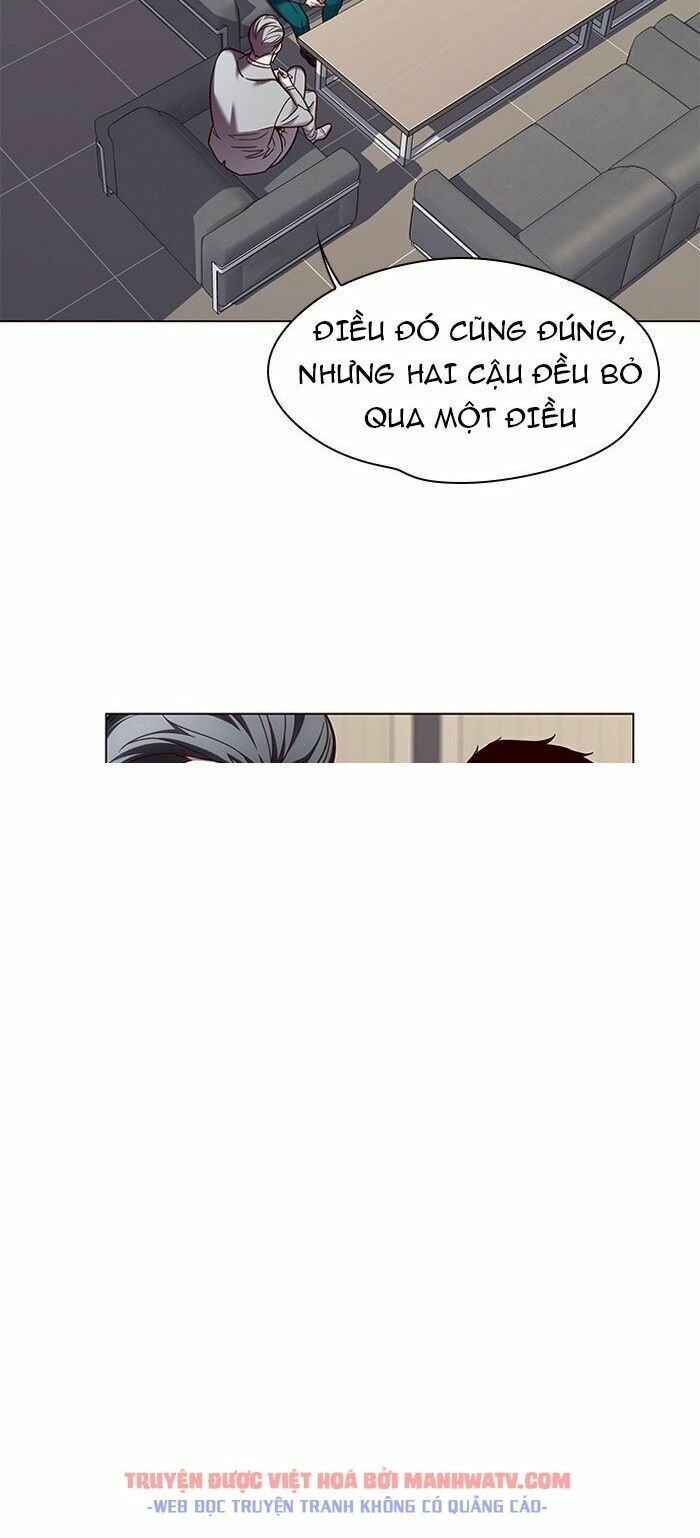 ĐIỀU ĐÓ CŨNG ĐÚNG,
NHƯNG HAI CẬU ĐỀU BỎ
QUA MỘT ĐIỀU
TRUYỆN ĐƯỢC VIỆT HOÁ BỞI MANHWATV.COM
-WEB ĐỌC TRUYỆN TRANH KHÔNG CÓ QUẢNG CÁO-